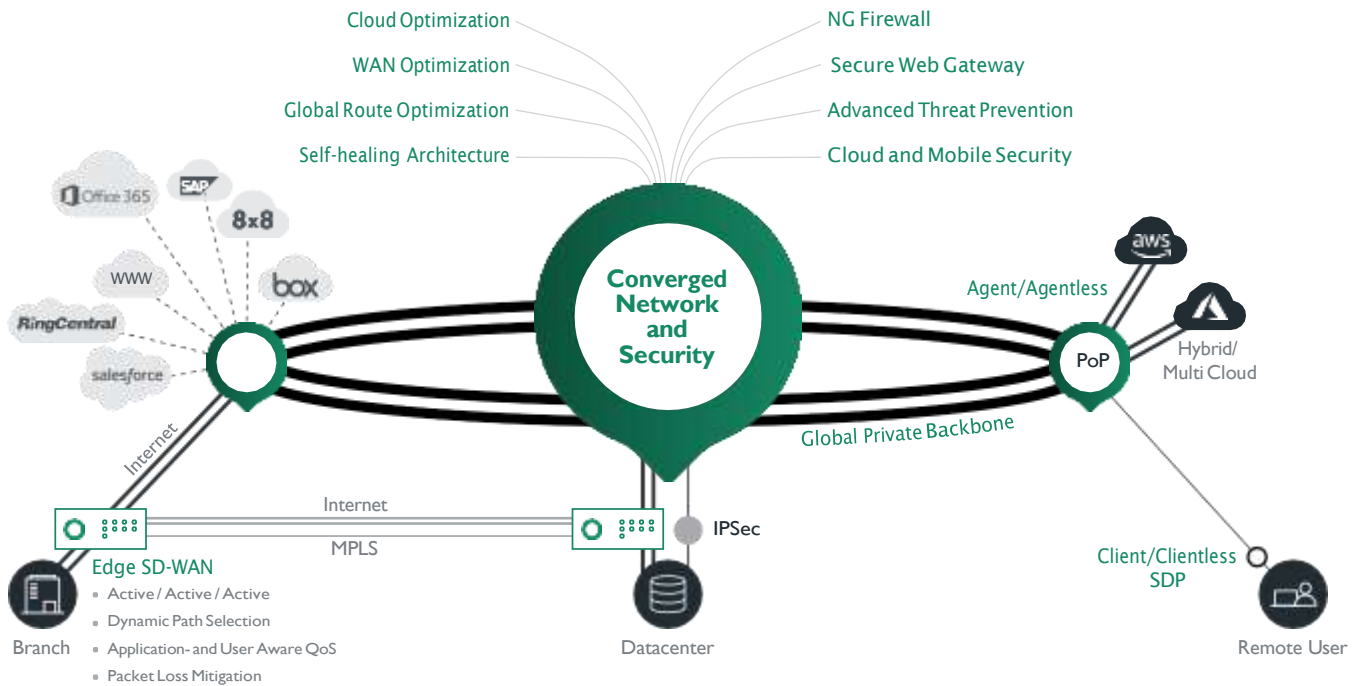 Cloud Optimization
WAN Optimization
Global Route Optimization
Self-healing Architecture
NG Firewall
Secure Web Gateway
Advanced Threat Prevention
Cloud and Mobile Security
Office 365
SAP
8x8
WWW
box
RingCentral
salesforce
Converged
Network
and
Security
aws
Agent/Agentless
PoP
Hybrid/
Multi Cloud
Global Private Backbone
Internet
Internet
MPLS
IPSec
Edge SD-WAN
Active / Active / Active
Dynamic Path Selection
Application- and User Aware QoS
Packet Loss Mitigation
Branch
Datacenter
Client/Clientless
SDP
Remote User